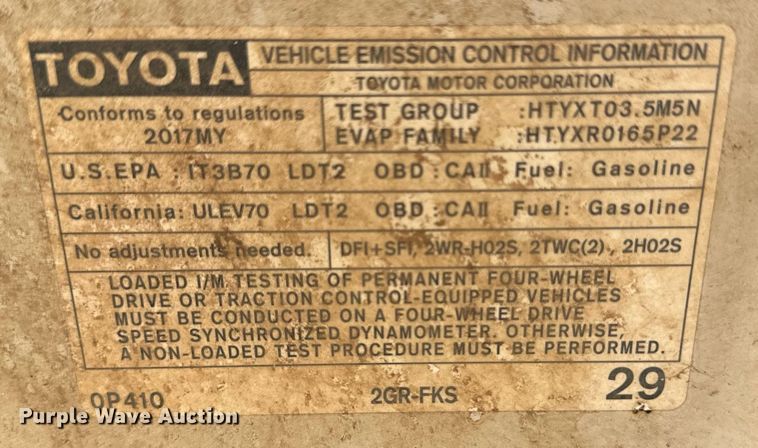 TOYOTA
VEHICLE EMISSION CONTROL INFORMATION
TOYOTA MOTOR CORPORATION
Conforms to regulations
2017MY
TEST GROUP :HTYXT03.5M5N
EVAP FAMILY :HTYXR0165P22
U.S.EPA : IT3B70 LDT2 OBD : CAII Fuel: Gasoline
California: ULEV70 LDT2 OBD : CAII Fuel: Gasoline
No adjustments needed.
DFI+SFI, 2WR-HO2S, 2TWC(2), 2HO2S
LOADED I/M TESTING OF PERMANENT FOUR-WHEEL
DRIVE OR TRACTION CONTROL-EQUIPPED VEHICLES
MUST BE CONDUCTED ON A FOUR-WHEEL DRIVE
SPEED SYNCHRONIZED DYNAMOMETER. OTHERWISE,
A NON-LOADED TEST PROCEDURE MUST BE PERFORMED.
0P410
2GR-FKS
29
Purple Wave Auction